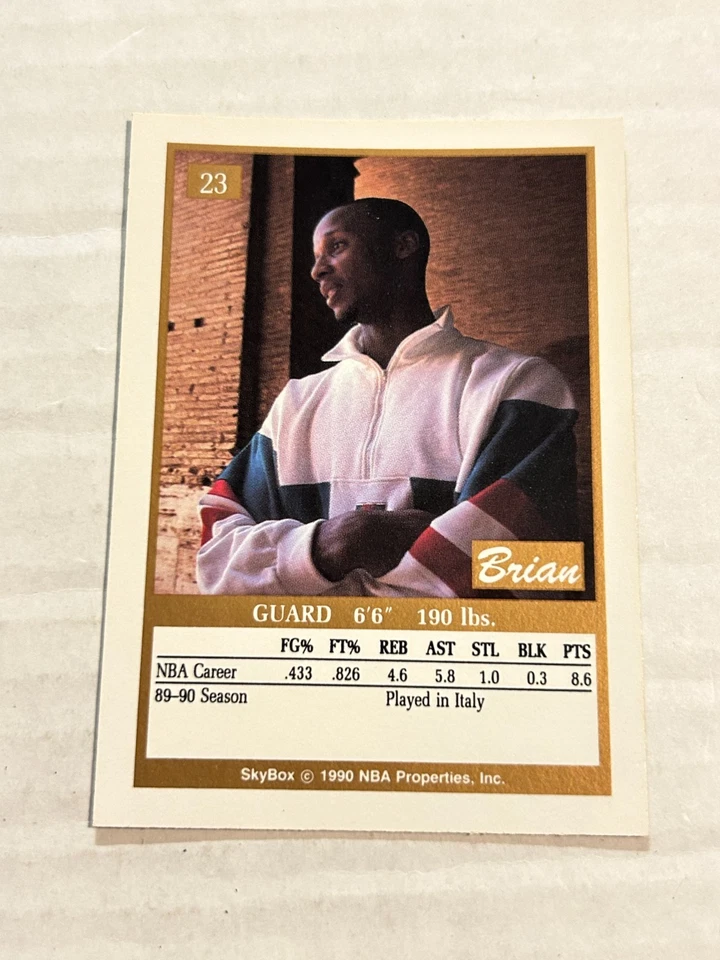 23
Brian
GUARD 6'6" 190 lbs.
FG% FT% REB AST STL BLK PTS
NBA Career .433 .826 4.6 5.8 1.0 0.3 8.6
89–90 Season Played in Italy
SkyBox © 1990 NBA Properties, Inc.